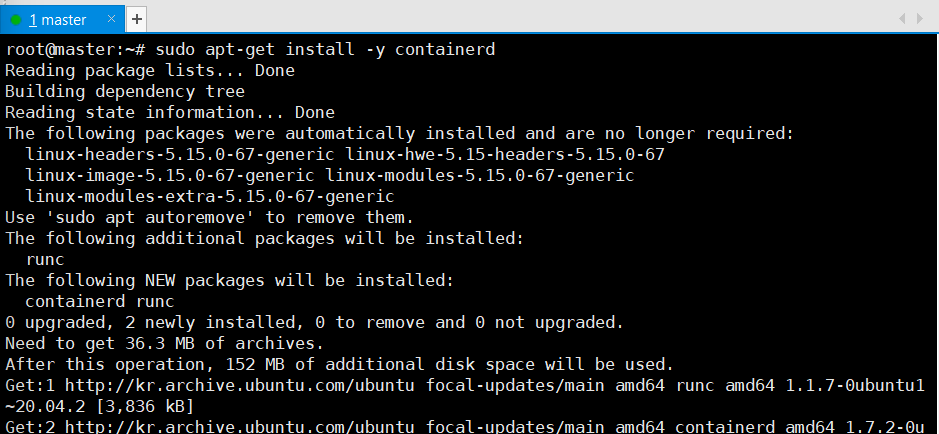 1 master
root@master:~# sudo apt-get install -y containerd
Reading package lists... Done
Building dependency tree
Reading state information... Done
The following packages were automatically installed and are no longer required:
  linux-headers-5.15.0-67-generic linux-hwe-5.15-headers-5.15.0-67
  linux-image-5.15.0-67-generic linux-modules-5.15.0-67-generic
  linux-modules-extra-5.15.0-67-generic
Use 'sudo apt autoremove' to remove them.
The following additional packages will be installed:
  runc
The following NEW packages will be installed:
  containerd runc
0 upgraded, 2 newly installed, 0 to remove and 0 not upgraded.
Need to get 36.3 MB of archives.
After this operation, 152 MB of additional disk space will be used.
Get:1 http://kr.archive.ubuntu.com/ubuntu focal-updates/main amd64 runc amd64 1.1.7-0ubuntu1
~20.04.2 [3,836 kB]
Get:2 http://kr.archive.ubuntu.com/ubuntu focal-updates/main amd64 containerd amd64 1.7.2-0u